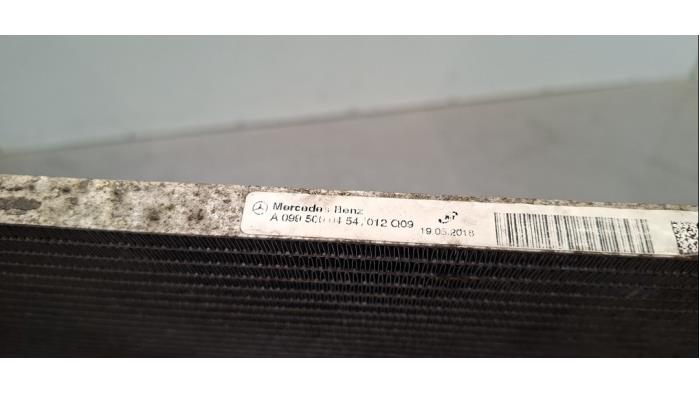 Mercedes-Benz
A 099 500 04 54 / 012 Q09
19.05.2018